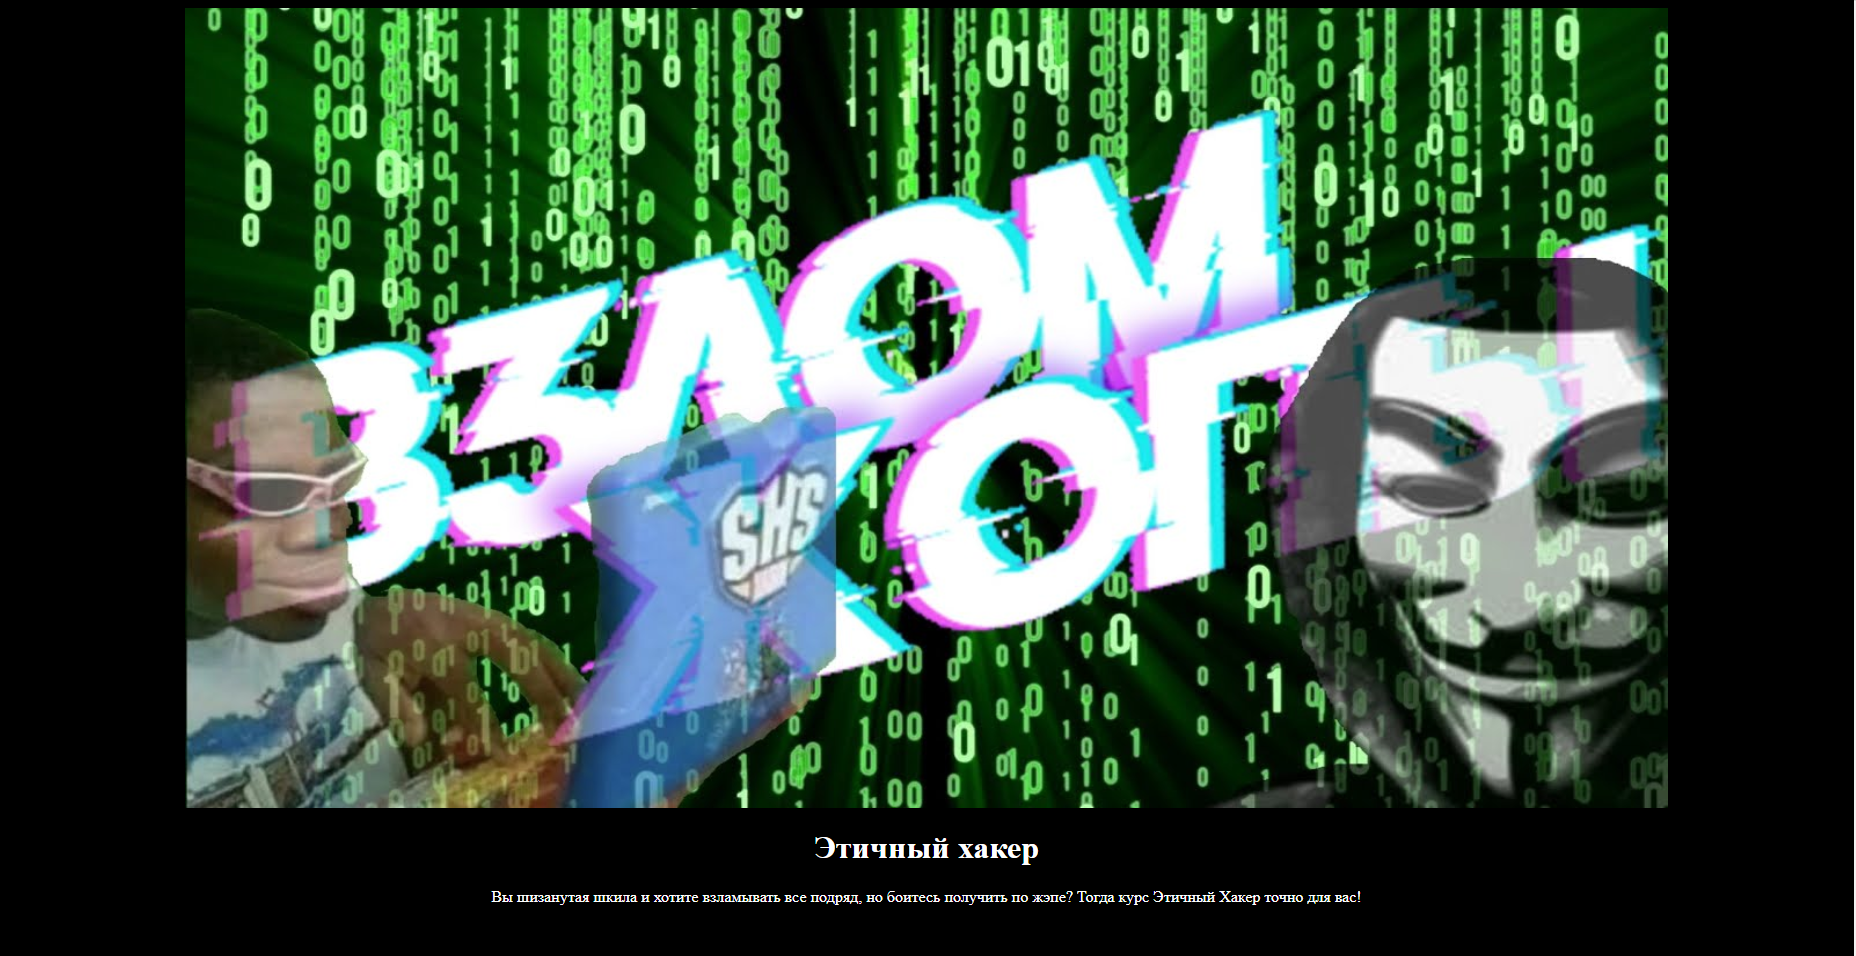 ВЗЛОМ
ЖОПЫ
SHS
Этичный хакер
Вы шизанутая шкила и хотите взламывать все подряд, но боитесь получить по жэпе? Тогда курс Этичный Хакер точно для вас!